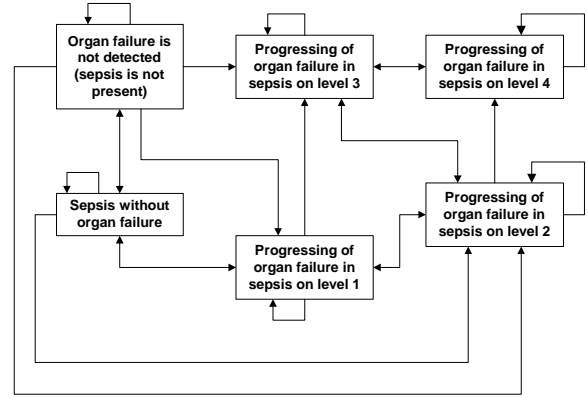 Organ failure is
not detected
(sepsis is not
present)
Progressing of
organ failure in
sepsis on level 3
Progressing of
organ failure in
sepsis on level 4
Sepsis without
organ failure
Progressing of
organ failure in
sepsis on level 1
Progressing of
organ failure in
sepsis on level 2